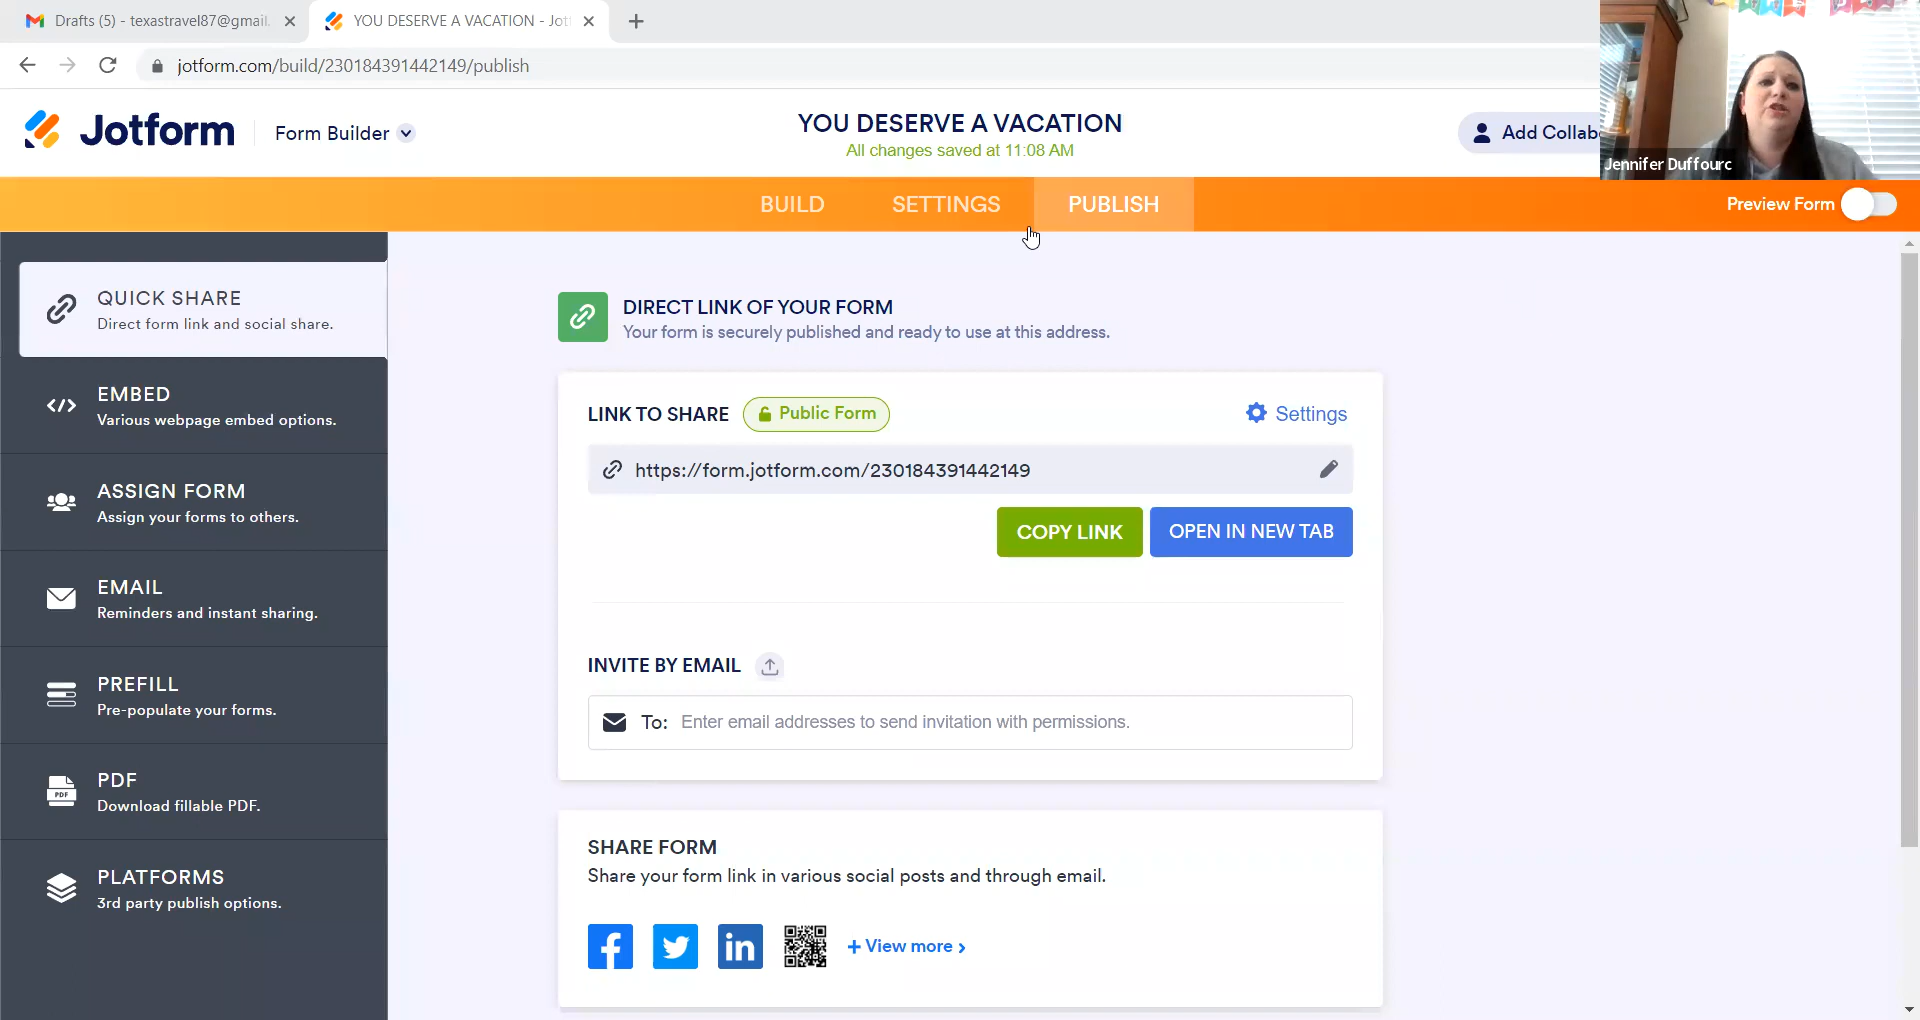 Drafts (5) - texastravel87@gmail.
YOU DESERVE A VACATION - Jotf
jotform.com/build/230184391442149/publish
Jotform
Form Builder
YOU DESERVE A VACATION
All changes saved at 11:08 AM
Add Collabo
Jennifer Duffourc
BUILD
SETTINGS
PUBLISH
Preview Form
QUICK SHARE
Direct form link and social share.
EMBED
Various webpage embed options.
ASSIGN FORM
Assign your forms to others.
EMAIL
Reminders and instant sharing.
PREFILL
Pre-populate your forms.
PDF
PDF
Download fillable PDF.
PLATFORMS
3rd party publish options.
DIRECT LINK OF YOUR FORM
Your form is securely published and ready to use at this address.
LINK TO SHARE
Public Form
Settings
https://form.jotform.com/230184391442149
COPY LINK
OPEN IN NEW TAB
INVITE BY EMAIL
To: Enter email addresses to send invitation with permissions.
SHARE FORM
Share your form link in various social posts and through email.
+ View more >